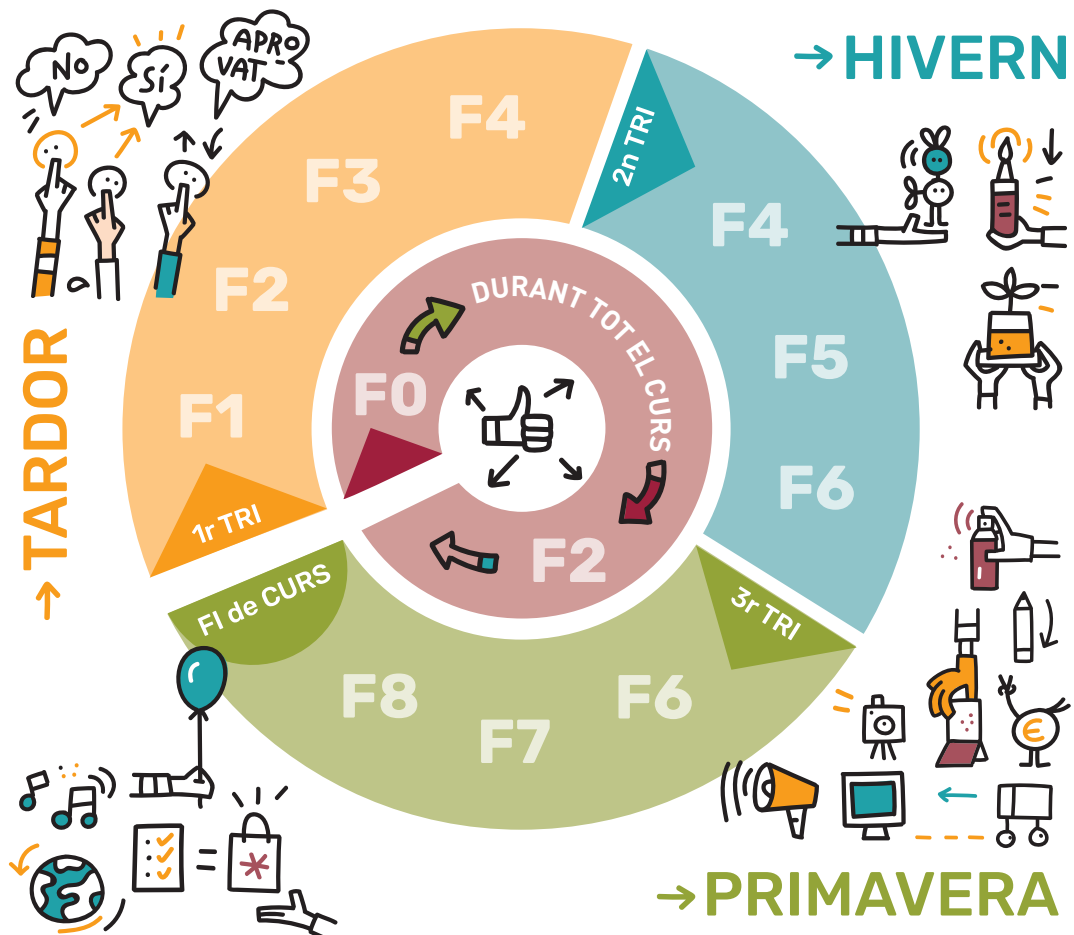 NO
SÍ
APRO
VAT-
→ TARDOR
1r TRI
F1
F2
F3
F4
→ HIVERN
2n TRI
F4
F5
F6
→ PRIMAVERA
3r TRI
F6
F7
F8
FI de CURS
DURANT TOT EL CURS
F0
F2
€
=